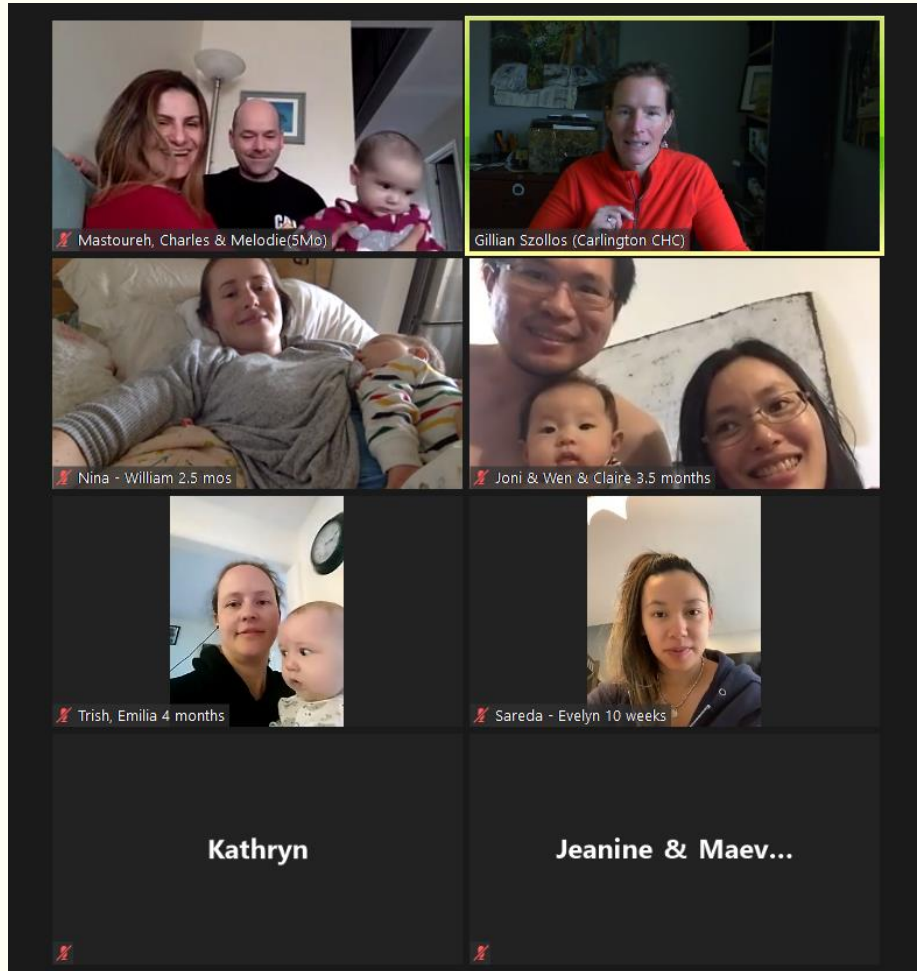 Mastoureh, Charles & Melodie(5Mo)
Gillian Szollos (Carlington CHC)
Nina - William 2.5 mos
Joni & Wen & Claire 3.5 months
Trish, Emilia 4 months
Sareda - Evelyn 10 weeks
Kathryn
Jeanine & Maev...